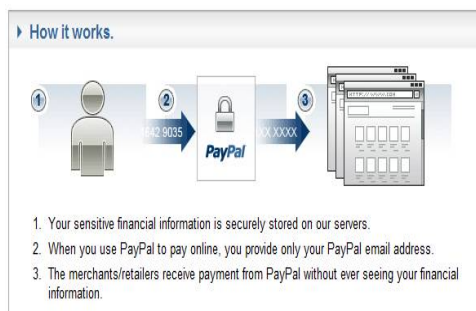 How it works.
1 2 3
9642 9035 PayPal XX XXXX
1. Your sensitive financial information is securely stored on our servers.
2. When you use PayPal to pay online, you provide only your PayPal email address.
3. The merchants/retailers receive payment from PayPal without ever seeing your financial
information.